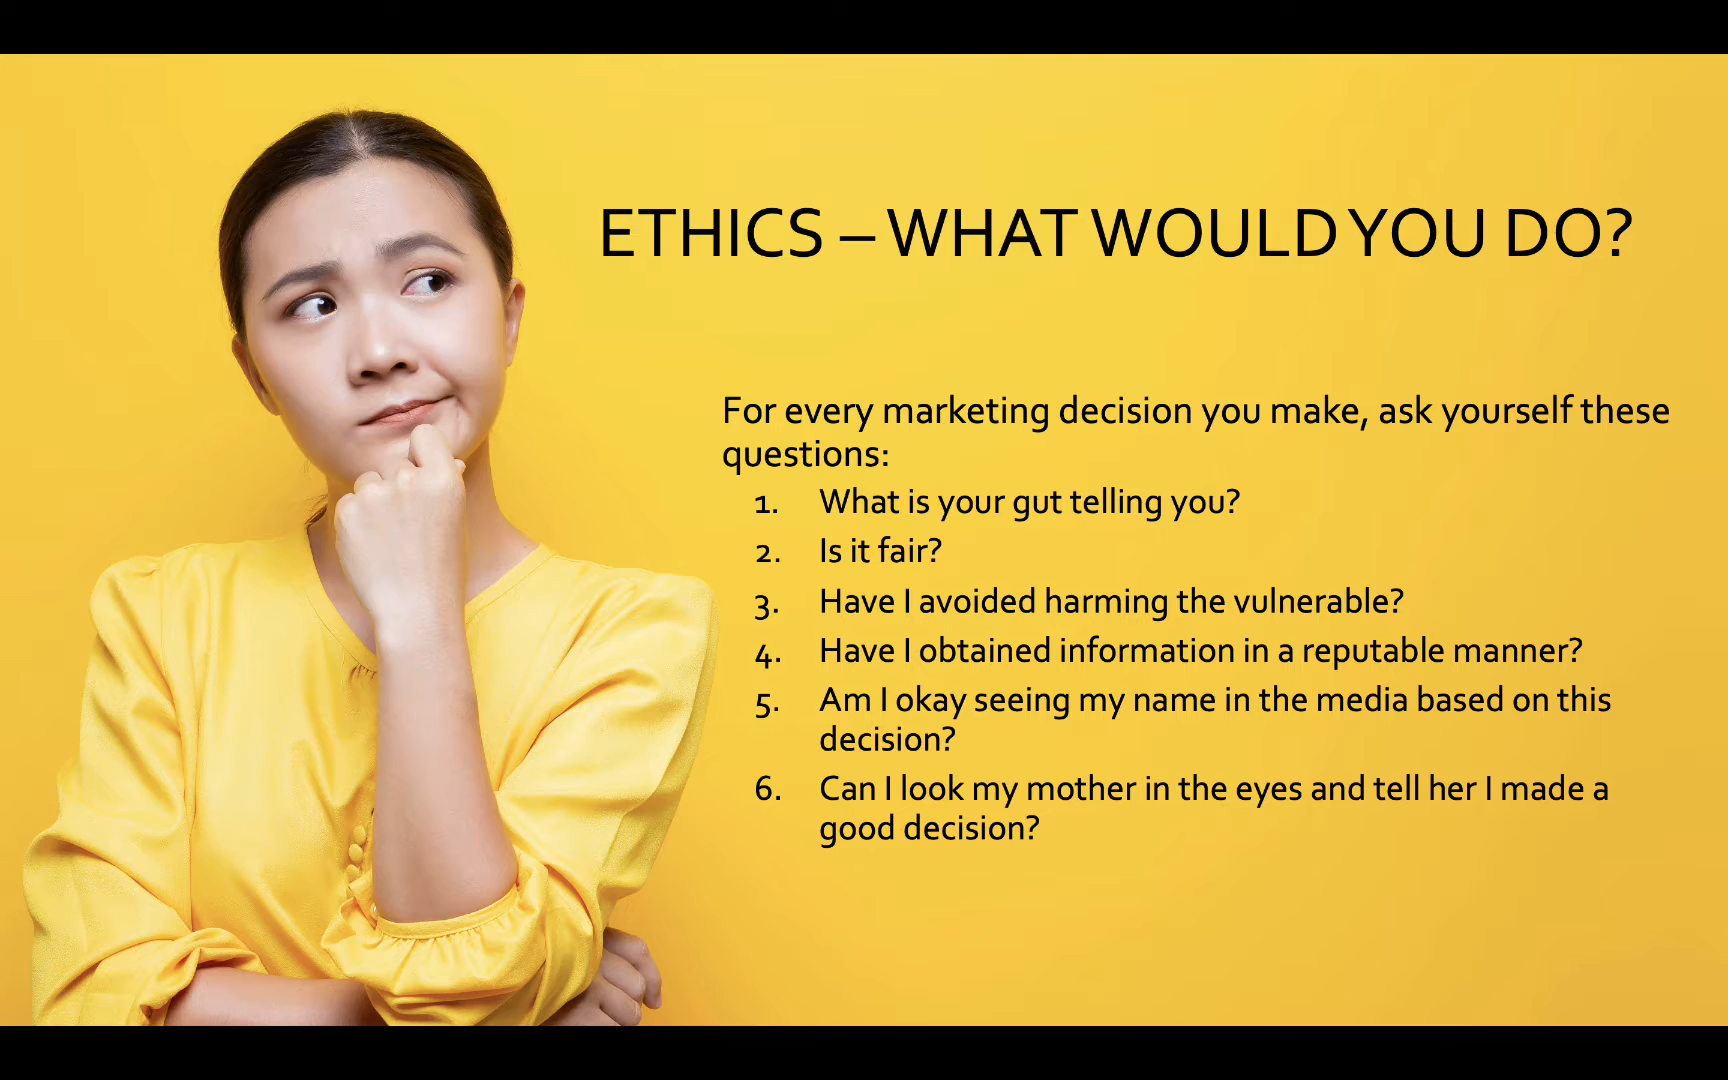 ETHICS – WHAT WOULD YOU DO?
For every marketing decision you make, ask yourself these
questions:
1. What is your gut telling you?
2. Is it fair?
3. Have I avoided harming the vulnerable?
4. Have I obtained information in a reputable manner?
5. Am I okay seeing my name in the media based on this
decision?
6. Can I look my mother in the eyes and tell her I made a
good decision?